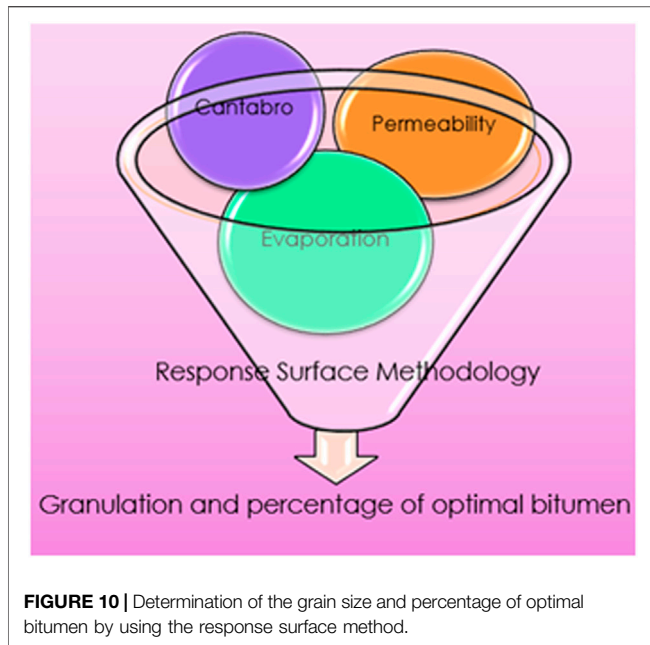 Cantabro
Permeability
Evaporation
Response Surface Methodology
Granulation and percentage of optimal bitumen
FIGURE 10 | Determination of the grain size and percentage of optimal
bitumen by using the response surface method.